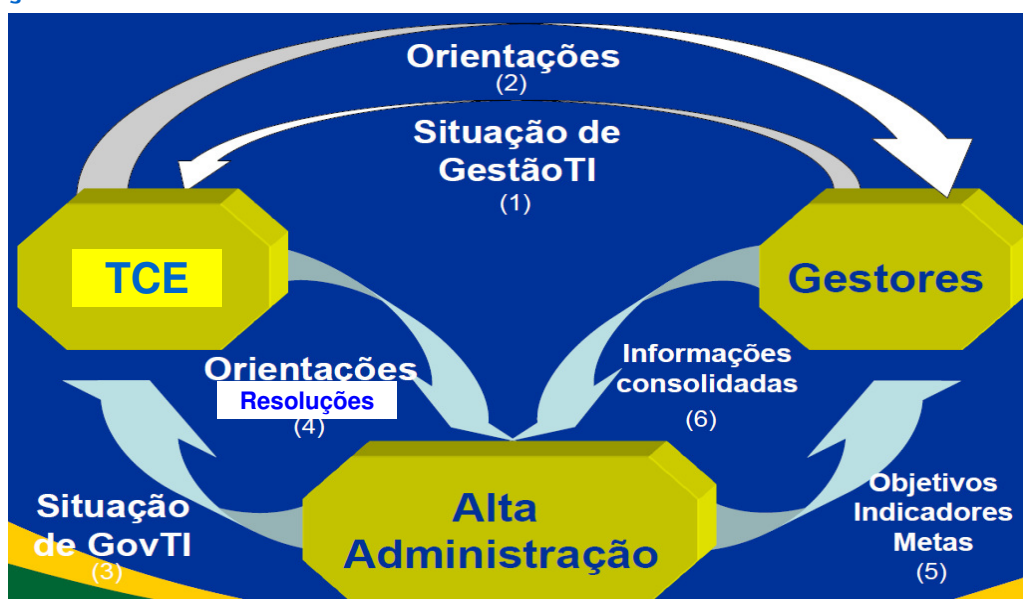 Orientações
(2)
Situação de
GestãoTI
(1)
TCE
Gestores
Orientações
Resoluções
(4)
Informações
consolidadas
(6)
Situação
de GovTI
(3)
Alta
Administração
Objetivos
Indicadores
Metas
(5)